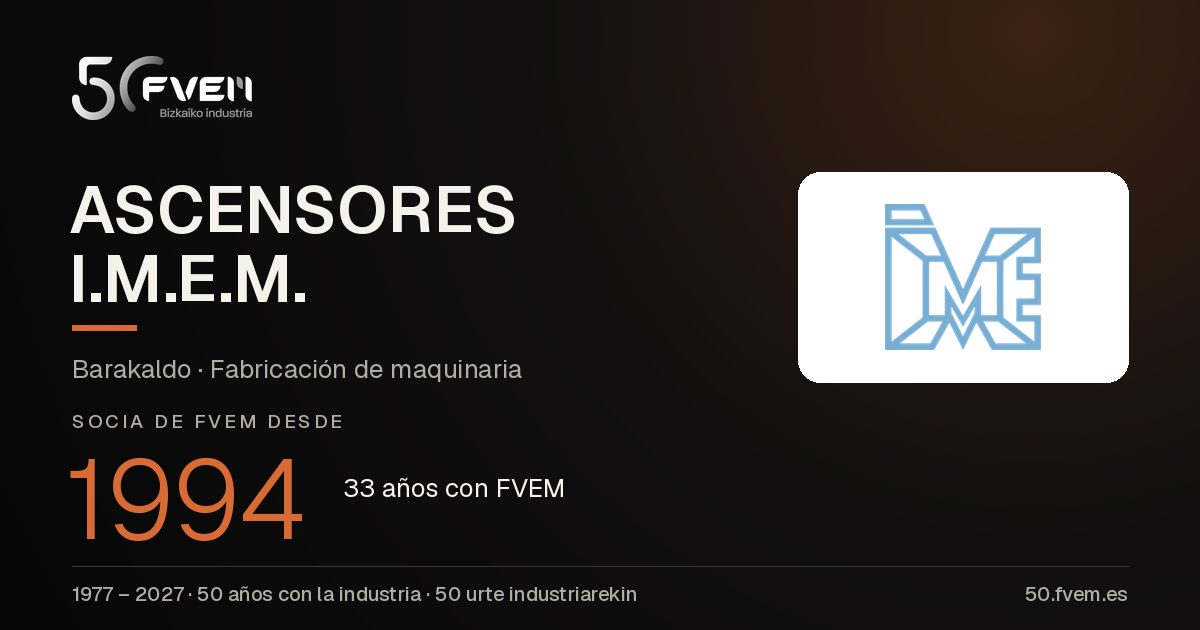 50 FVEM
Bizkaiko industria
ASCENSORES
I.M.E.M.
IME
Barakaldo · Fabricación de maquinaria
SOCIA DE FVEM DESDE
1994
33 años con FVEM
1977 – 2027 · 50 años con la industria · 50 urte industriarekin
50.fvem.es